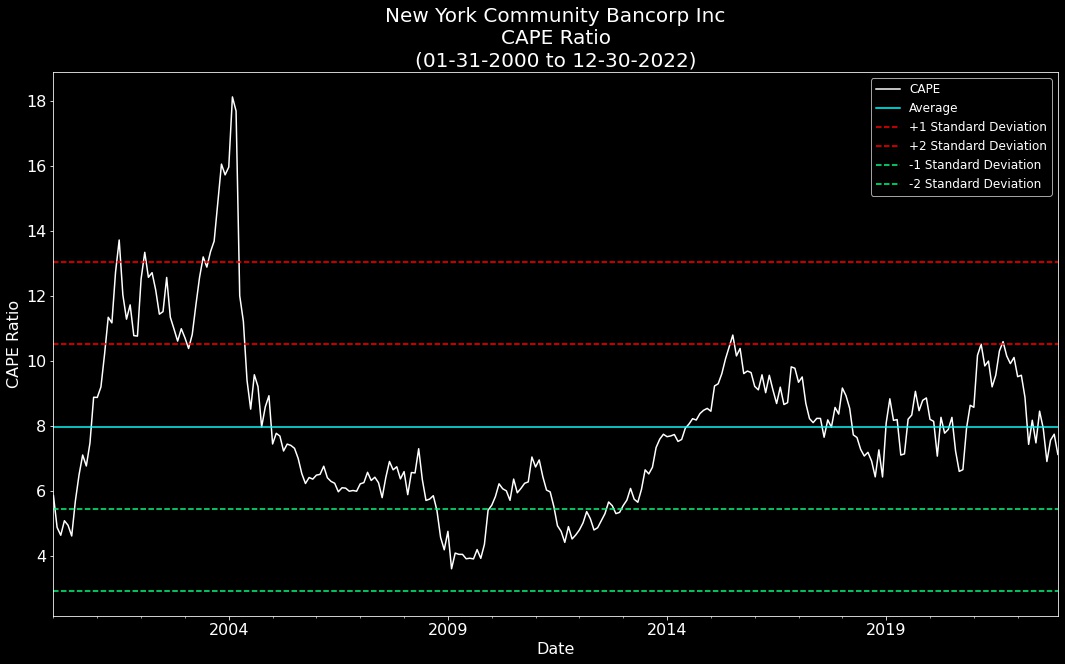 New York Community Bancorp Inc
CAPE Ratio
(01-31-2000 to 12-30-2022)
CAPE
Average
+1 Standard Deviation
+2 Standard Deviation
-1 Standard Deviation
-2 Standard Deviation
CAPE Ratio
18
16
14
12
10
8
6
4
2004
2009
2014
2019
Date